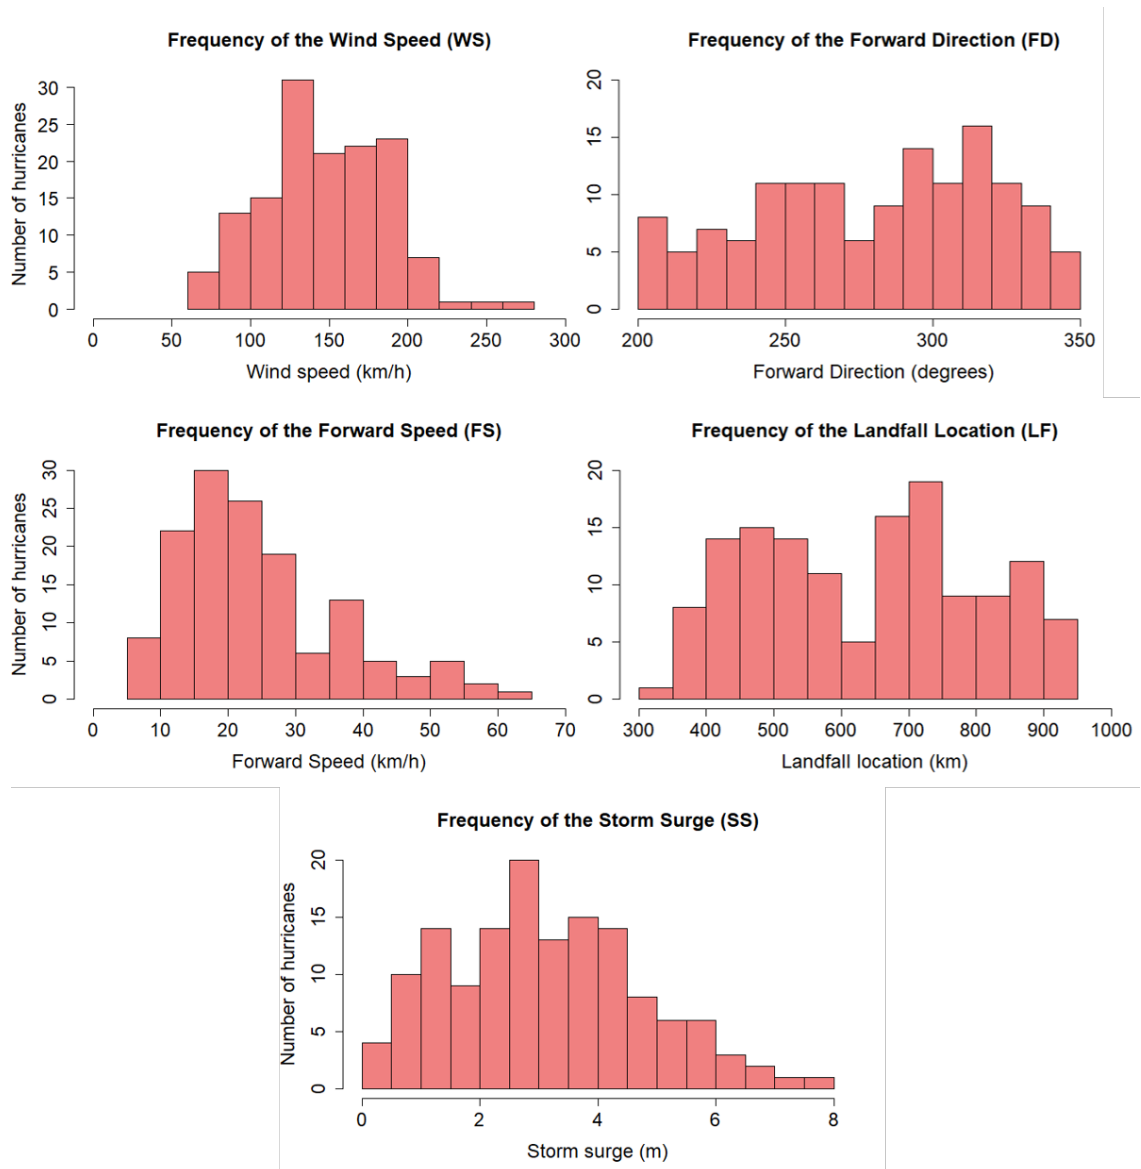 Frequency of the Wind Speed (WS)
Number of hurricanes
30
25
20
15
10
5
0
0 50 100 150 200 250 300
Wind speed (km/h)
Frequency of the Forward Direction (FD)
20
15
10
5
0
200 250 300 350
Forward Direction (degrees)
Frequency of the Forward Speed (FS)
Number of hurricanes
30
25
20
15
10
5
0
0 10 20 30 40 50 60 70
Forward Speed (km/h)
Frequency of the Landfall Location (LF)
20
15
10
5
0
300 400 500 600 700 800 900 1000
Landfall location (km)
Frequency of the Storm Surge (SS)
Number of hurricanes
20
15
10
5
0
0 2 4 6 8
Storm surge (m)